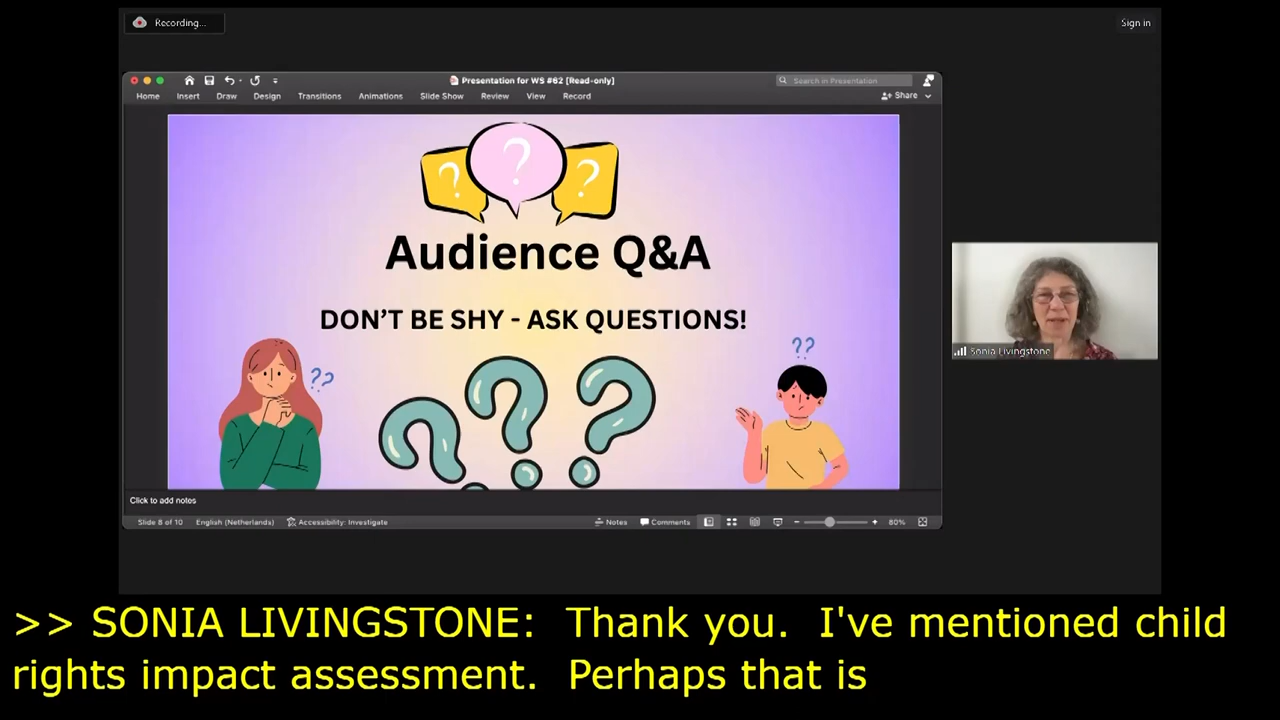 Recording...
Sign in
Presentation for WS #62 [Read-only]
Search in Presentation
Home Insert Draw Design Transitions Animations Slide Show Review View Record
Share
? ? ?
Audience Q&A
DON'T BE SHY - ASK QUESTIONS!
??
??
? ? ?
Sonia Livingstone
Click to add notes
Slide 8 of 10 English (Netherlands) Accessibility: Investigate Notes Comments 80%
>> SONIA LIVINGSTONE:  Thank you.  I've mentioned child
rights impact assessment.  Perhaps that is